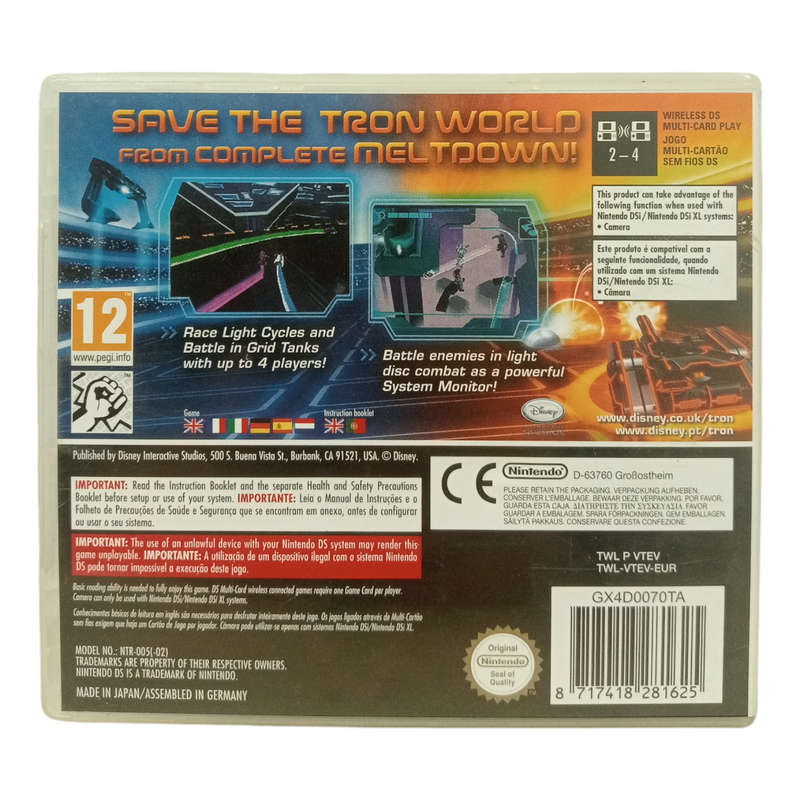 SAVE THE TRON WORLD
FROM COMPLETE MELTDOWN!
2 – 4
WIRELESS DS
MULTI-CARD PLAY
JOGO
MULTI-CARTÃO
SEM FIOS DS
This product can take advantage of the
following function when used with
Nintendo DSi / Nintendo DSi XL systems:
• Camera
Este produto é compatível com a
seguinte funcionalidade, quando
utilizado com um sistema Nintendo
DSi/Nintendo DSi XL:
• Câmara
12
www.pegi.info
TM
Race Light Cycles and
Battle in Grid Tanks
with up to 4 players!
Battle enemies in light
disc combat as a powerful
System Monitor!
Game
Instruction booklet
Disney
www.disney.co.uk/tron
www.disney.pt/tron
Published by Disney Interactive Studios, 500 S. Buena Vista St., Burbank, CA 91521, USA. © Disney.
IMPORTANT: Read the Instruction Booklet and the separate Health and Safety Precautions
Booklet before setup or use of your system. IMPORTANTE: Leia o Manual de Instruções e o
Folheto de Precauções de Saúde e Segurança que se encontram em anexo, antes de configurar
ou usar o seu sistema.
IMPORTANT: The use of an unlawful device with your Nintendo DS system may render this
game unplayable. IMPORTANTE: A utilização de um dispositivo ilegal com o sistema Nintendo
DS pode tornar impossível a execução deste jogo.
Basic reading ability is needed to fully enjoy this game. DS Multi-Card wireless connected games require one Game Card per player.
Camera can only be used with Nintendo DSi/Nintendo DSi XL systems.
Conhecimentos básicos de leitura em inglês são necessários para desfrutar inteiramente deste jogo. Os jogos ligados através de Multi-Cartão
sem fios exigem que haja um Cartão de Jogo por jogador. Câmara pode utilizar-se apenas com sistemas Nintendo DSi/Nintendo DSi XL.
MODEL NO.: NTR-005(-02)
TRADEMARKS ARE PROPERTY OF THEIR RESPECTIVE OWNERS.
NINTENDO DS IS A TRADEMARK OF NINTENDO.
MADE IN JAPAN/ASSEMBLED IN GERMANY
CE
Nintendo
D-63760 Großostheim
PLEASE RETAIN THE PACKAGING. VERPACKUNG AUFHEBEN.
CONSERVER L'EMBALLAGE. BEWAAR DE VERPAKKING. POR FAVOR,
GUARDA ESTA CAJA. ΔΙΑΤΗΡΗΣΤΕ ΤΗΝ ΣΥΣΚΕΥΑΣΙΑ. FAVOR
GUARDAR A EMBALAGEM. SPARA FÖRPACKNINGEN. GEM EMBALLAGEN.
SÄILYTÄ PAKKAUS. CONSERVARE QUESTA CONFEZIONE.
TWL P VTEV
TWL-VTEV-EUR
GX4D0070TA
8 717418 281625
Original
Nintendo
Seal of
Quality